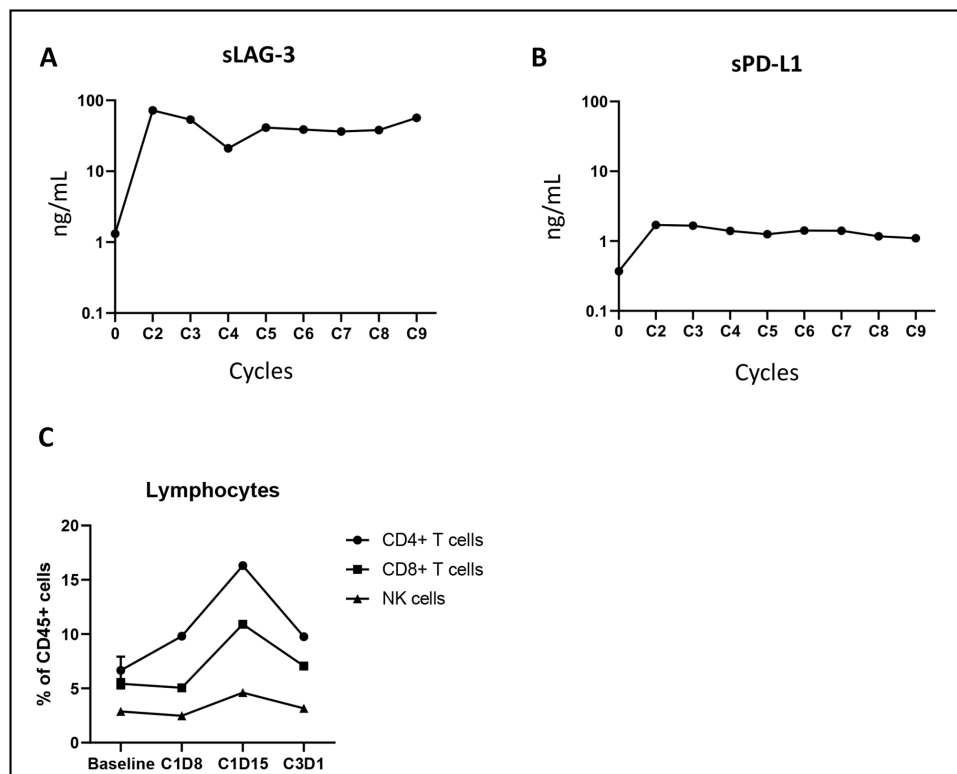 A
sLAG-3
100
10
1
0.1
ng/mL
0 C2 C3 C4 C5 C6 C7 C8 C9
Cycles
B
sPD-L1
100
10
1
0.1
ng/mL
0 C2 C3 C4 C5 C6 C7 C8 C9
Cycles
C
Lymphocytes
20
15
10
5
0
% of CD45+ cells
Baseline C1D8 C1D15 C3D1
CD4+ T cells
CD8+ T cells
NK cells